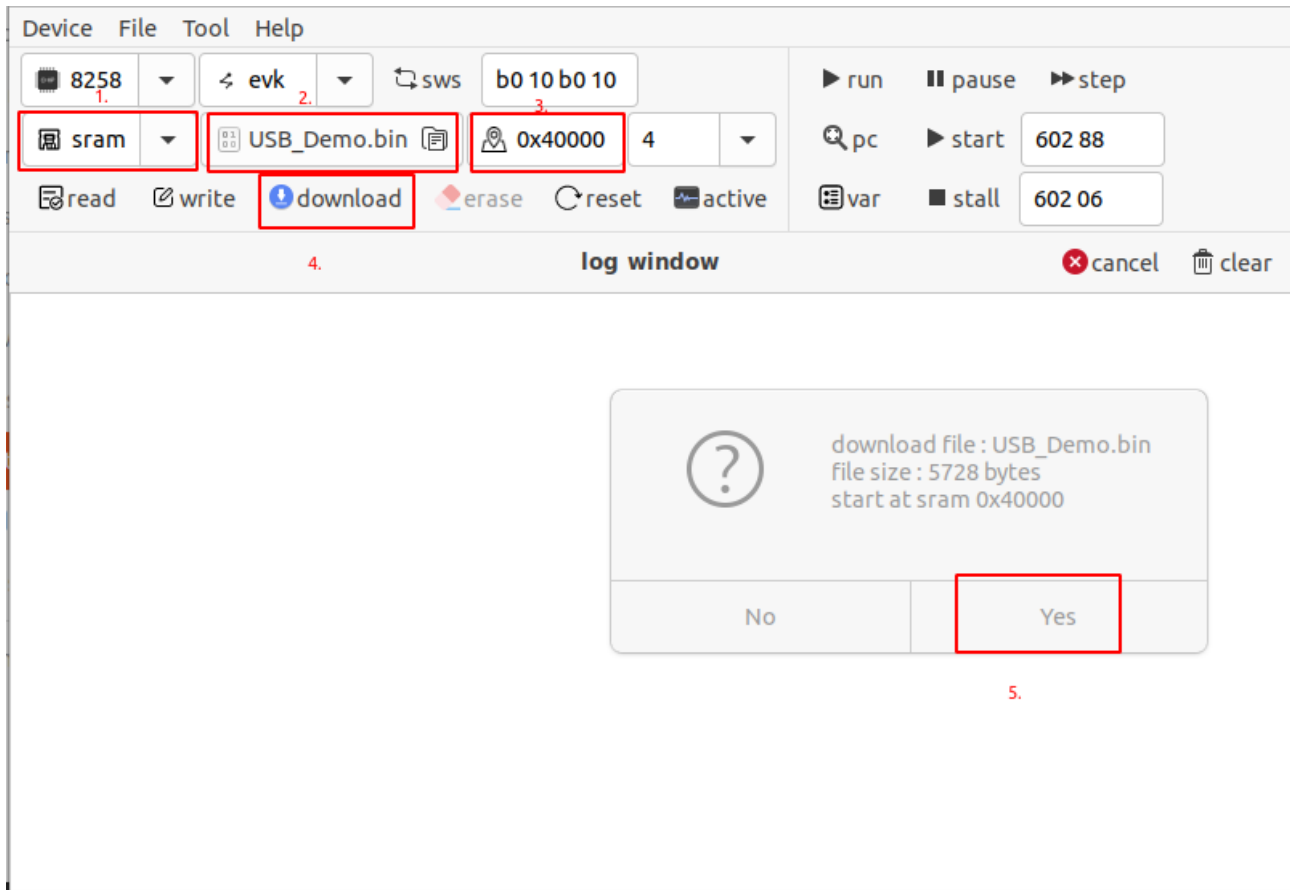 Device File Tool Help
8258 evk sws b0 10 b0 10 run pause step
1. 2. 3.
sram USB_Demo.bin 0x40000 4 pc start 602 88
read write download erase reset active var stall 602 06
4. log window cancel clear
download file : USB_Demo.bin
file size : 5728 bytes
start at sram 0x40000
No Yes
5.